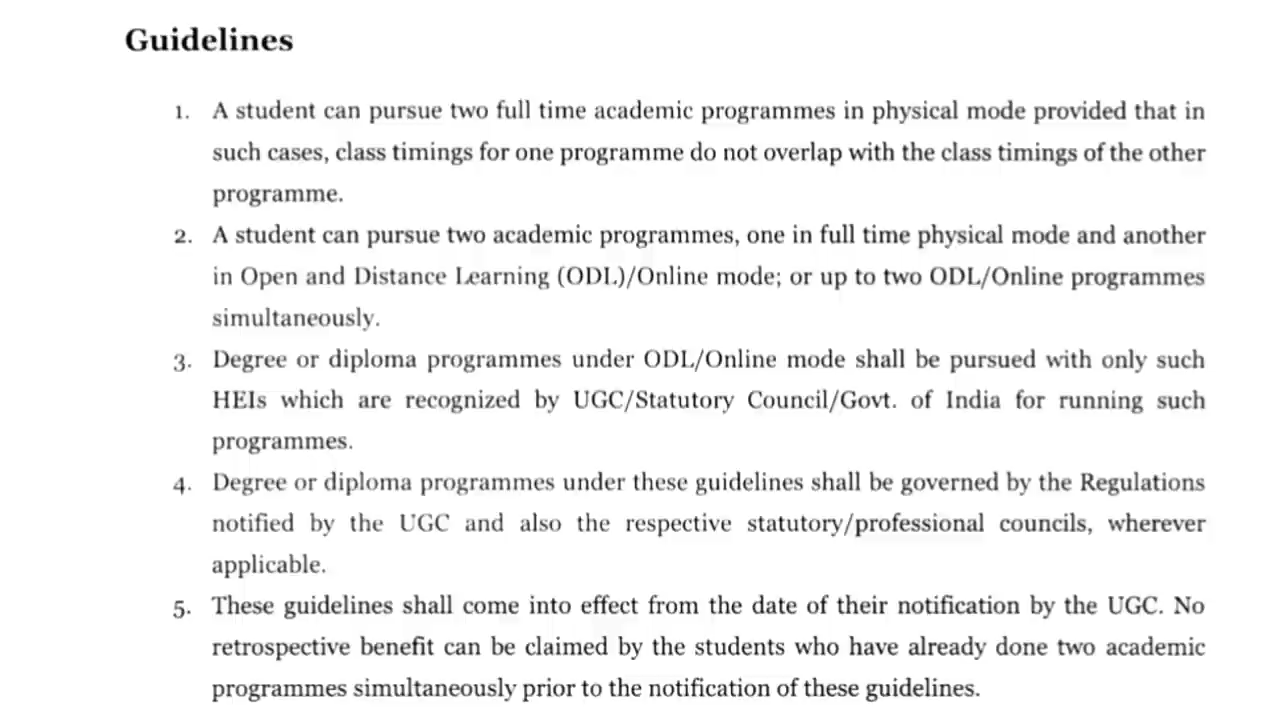 Guidelines
1. A student can pursue two full time academic programmes in physical mode provided that in
such cases, class timings for one programme do not overlap with the class timings of the other
programme.
2. A student can pursue two academic programmes, one in full time physical mode and another
in Open and Distance Learning (ODL)/Online mode; or up to two ODL/Online programmes
simultaneously.
3. Degree or diploma programmes under ODL/Online mode shall be pursued with only such
HEIs which are recognized by UGC/Statutory Council/Govt. of India for running such
programmes.
4. Degree or diploma programmes under these guidelines shall be governed by the Regulations
notified by the UGC and also the respective statutory/professional councils, wherever
applicable.
5. These guidelines shall come into effect from the date of their notification by the UGC. No
retrospective benefit can be claimed by the students who have already done two academic
programmes simultaneously prior to the notification of these guidelines.